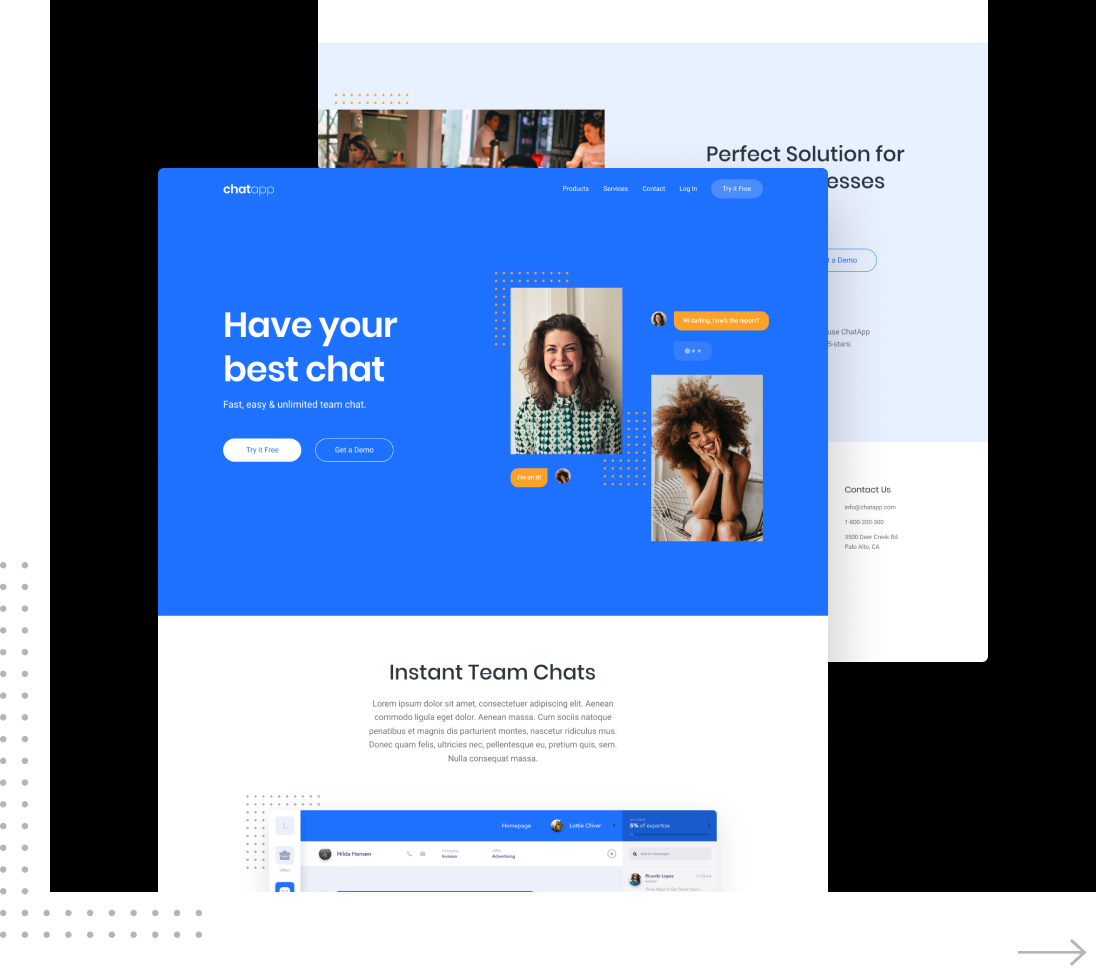 Perfect Solution for
esses
t a Demo
use ChatApp
5-stars.
Contact Us
info@chatapp.com
1-800-200-300
3500 Deer Creek Rd
Palo Alto, CA
chatapp
Products
Services
Contact
Log In
Try it Free
Have your
best chat
Fast, easy & unlimited team chat.
Try it Free
Get a Demo
Hi darling, how's the report?
I'm on it!
Instant Team Chats
Lorem ipsum dolor sit amet, consectetuer adipiscing elit. Aenean
commodo ligula eget dolor. Aenean massa. Cum sociis natoque
penatibus et magnis dis parturient montes, nascetur ridiculus mus.
Donec quam felis, ultricies nec, pellentesque eu, pretium quis, sem.
Nulla consequat massa.
L
Homepage
Lottie Oliver
5% of expertise
Hilda Hansen
Company
Invision
Offer
Advertising
search messages
Offers
Ricardo Lopez